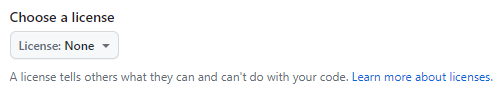 Choose a license
License: None
A license tells others what they can and can't do with your code. Learn more about licenses.